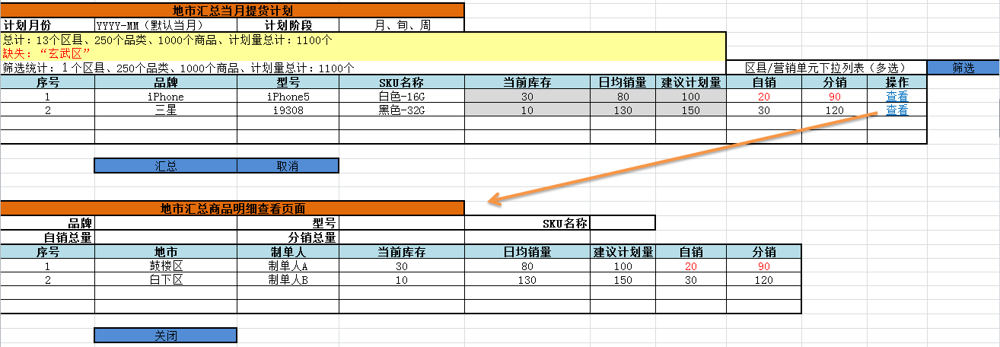 地市汇总当月提货计划
计划月份 YYYY-MM（默认当月） 计划阶段 月、旬、周
总计：13个区县、250个品类、1000个商品、计划量总计：1100个
缺失：“玄武区”
筛选统计：１个区县、250个品类、1000个商品、计划量总计：1100个 区县/营销单元下拉列表（多选） 筛选
序号 品牌 型号 SKU名称 当前库存 日均销量 建议计划量 自销 分销 操作
1 iPhone iPhone5 白色-16G 30 80 100 20 90 查看
2 三星 i9308 黑色-32G 10 130 150 30 120 查看
汇总 取消
地市汇总商品明细查看页面
品牌 型号 SKU名称
自销总量 分销总量
序号 地市 制单人 当前库存 日均销量 建议计划量 自销 分销
1 鼓楼区 制单人A 30 80 100 20 90
2 白下区 制单人B 10 130 150 30 120
关闭